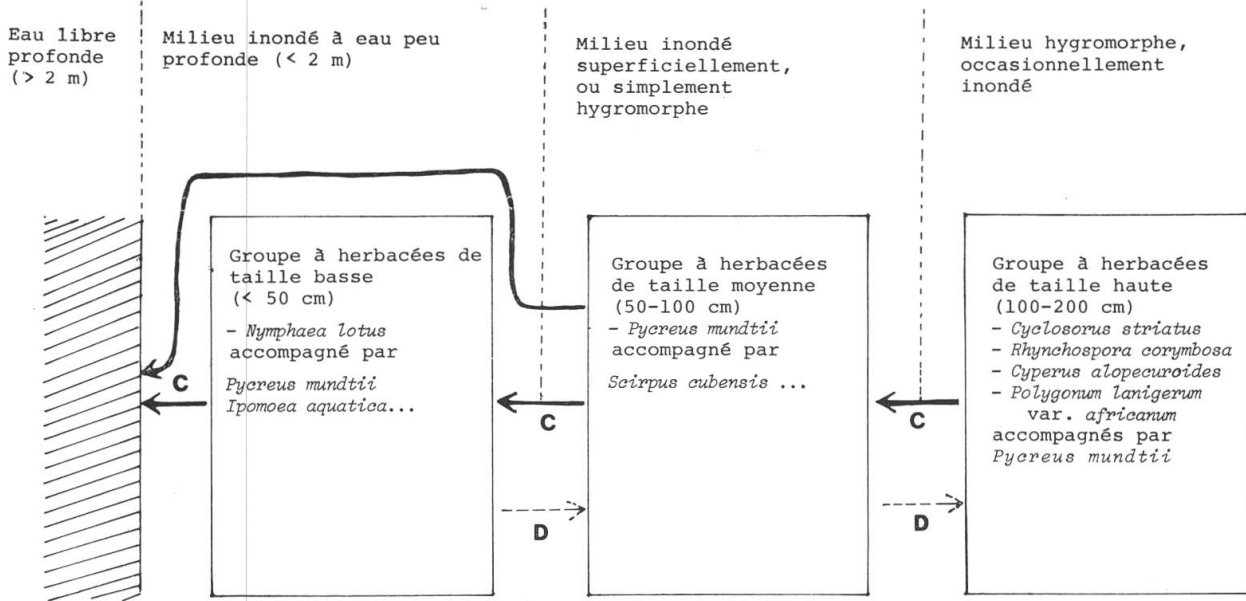 Eau libre
profonde
(> 2 m)
Milieu inondé à eau peu
profonde (< 2 m)
Milieu inondé
superficiellement,
ou simplement
hygromorphe
Milieu hygromorphe,
occasionnellement
inondé
Groupe à herbacées de
taille basse
(< 50 cm)
- Nymphaea lotus
accompagné par
Pycreus mundtii
Ipomoea aquatica...
Groupe à herbacées
de taille moyenne
(50-100 cm)
- Pycreus mundtii
accompagné par
Scirpus cubensis ...
Groupe à herbacées
de taille haute
(100-200 cm)
- Cyclosorus striatus
- Rhynchospora corymbosa
- Cyperus alopecuroides
- Polygonum lanigerum
var. africanum
accompagnés par
Pycreus mundtii
C
C
C
D
D